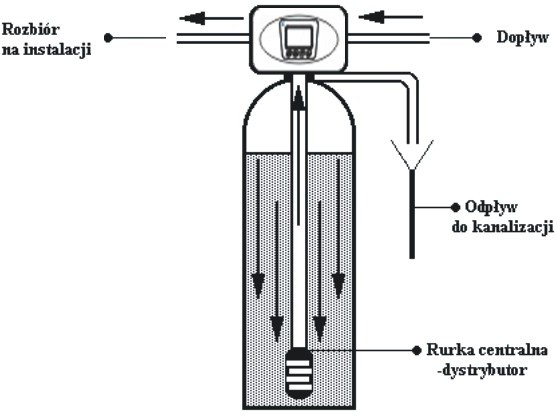 Rozbiór
na instalacji
Dopływ
Odpływ
do kanalizacji
Rurka centralna
-dystrybutor